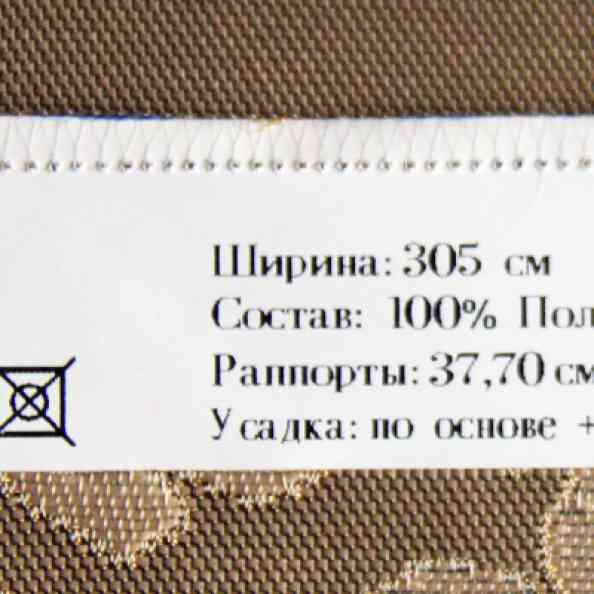 Ширина: 305 см
Состав: 100% Пол
Раппорты: 37,70 см
Усадка: по основе +